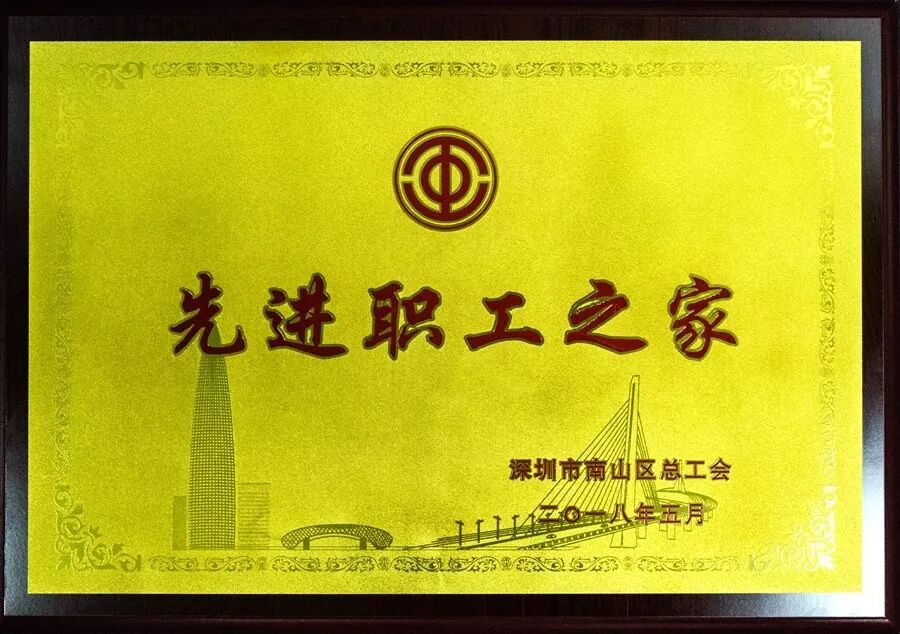 先进职工之家
深圳市南山区总工会
二〇一八年五月